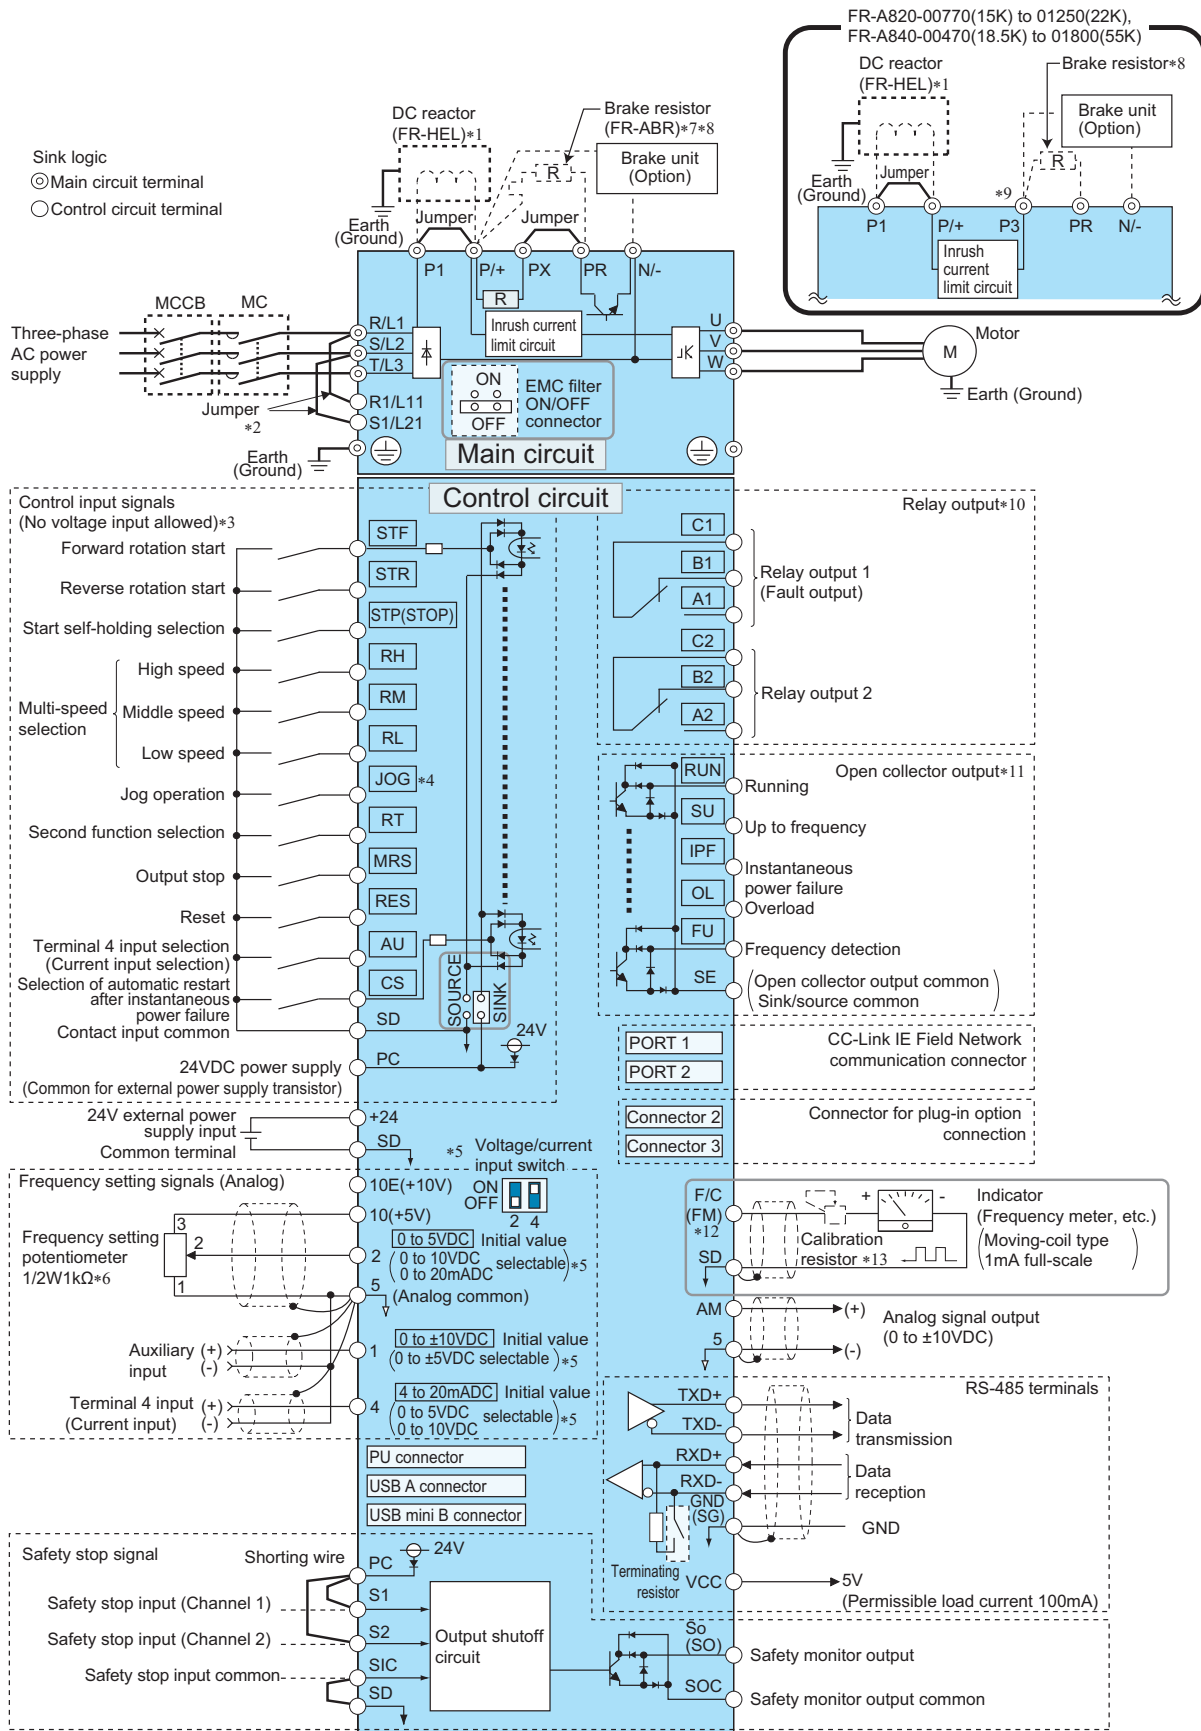 FR-A820-00770(15K) to 01250(22K),
FR-A840-00470(18.5K) to 01800(55K)
DC reactor
(FR-HEL)*1
Brake resistor*8
Brake unit
(Option)
R
Earth
(Ground)
Jumper
*9
P1
P/+
P3
PR
N/-
Inrush
current
limit circuit
Sink logic
Main circuit terminal
Control circuit terminal
DC reactor
(FR-HEL)*1
Brake resistor
(FR-ABR)*7*8
Brake unit
(Option)
R
Earth
(Ground)
Jumper
Jumper
P1
P/+
PX
PR
N/-
R
Inrush current
limit circuit
MCCB
MC
Three-phase
AC power
supply
R/L1
S/L2
T/L3
R1/L11
S1/L21
Jumper
*2
Earth
(Ground)
ON
OFF
EMC filter
ON/OFF
connector
U
V
W
Motor
M
Earth (Ground)
Main circuit
Control circuit
Control input signals
(No voltage input allowed)*3
Forward rotation start
STF
Reverse rotation start
STR
Start self-holding selection
STP(STOP)
Multi-speed
selection
High speed
RH
Middle speed
RM
Low speed
RL
Jog operation
JOG *4
Second function selection
RT
Output stop
MRS
Reset
RES
Terminal 4 input selection
(Current input selection)
AU
Selection of automatic restart
after instantaneous
power failure
CS
Contact input common
SD
SOURCE
SINK
24V
24VDC power supply
(Common for external power supply transistor)
PC
24V external power
supply input
+24
Common terminal
SD
Relay output*10
C1
B1
A1
Relay output 1
(Fault output)
C2
B2
A2
Relay output 2
Open collector output*11
RUN
Running
SU
Up to frequency
IPF
Instantaneous
power failure
OL
Overload
FU
Frequency detection
SE
Open collector output common
Sink/source common
PORT 1
PORT 2
CC-Link IE Field Network
communication connector
Connector 2
Connector 3
Connector for plug-in option
connection
*5
Voltage/current
input switch
ON
OFF
2 4
Frequency setting signals (Analog)
10E(+10V)
10(+5V)
Frequency setting
potentiometer
1/2W1kΩ*6
3
2
1
2
0 to 5VDC Initial value
(0 to 10VDC
0 to 20mADC selectable)*5
5
(Analog common)
Auxiliary
input
(+)
(-)
1
0 to ±10VDC Initial value
(0 to ±5VDC selectable)*5
Terminal 4 input
(Current input)
(+)
(-)
4
4 to 20mADC Initial value
(0 to 5VDC
0 to 10VDC selectable)*5
PU connector
USB A connector
USB mini B connector
F/C
(FM)
*12
SD
Calibration
resistor *13
+
-
Indicator
(Frequency meter, etc.)
(Moving-coil type
1mA full-scale)
AM
5
(+)
(-)
Analog signal output
(0 to ±10VDC)
RS-485 terminals
TXD+
TXD-
Data
transmission
RXD+
RXD-
Data
reception
GND
(SG)
GND
Terminating
resistor
VCC
5V
(Permissible load current 100mA)
Safety stop signal
Shorting wire
PC
24V
Safety stop input (Channel 1)
S1
Safety stop input (Channel 2)
S2
Safety stop input common
SIC
SD
Output shutoff
circuit
So
(SO)
Safety monitor output
SOC
Safety monitor output common